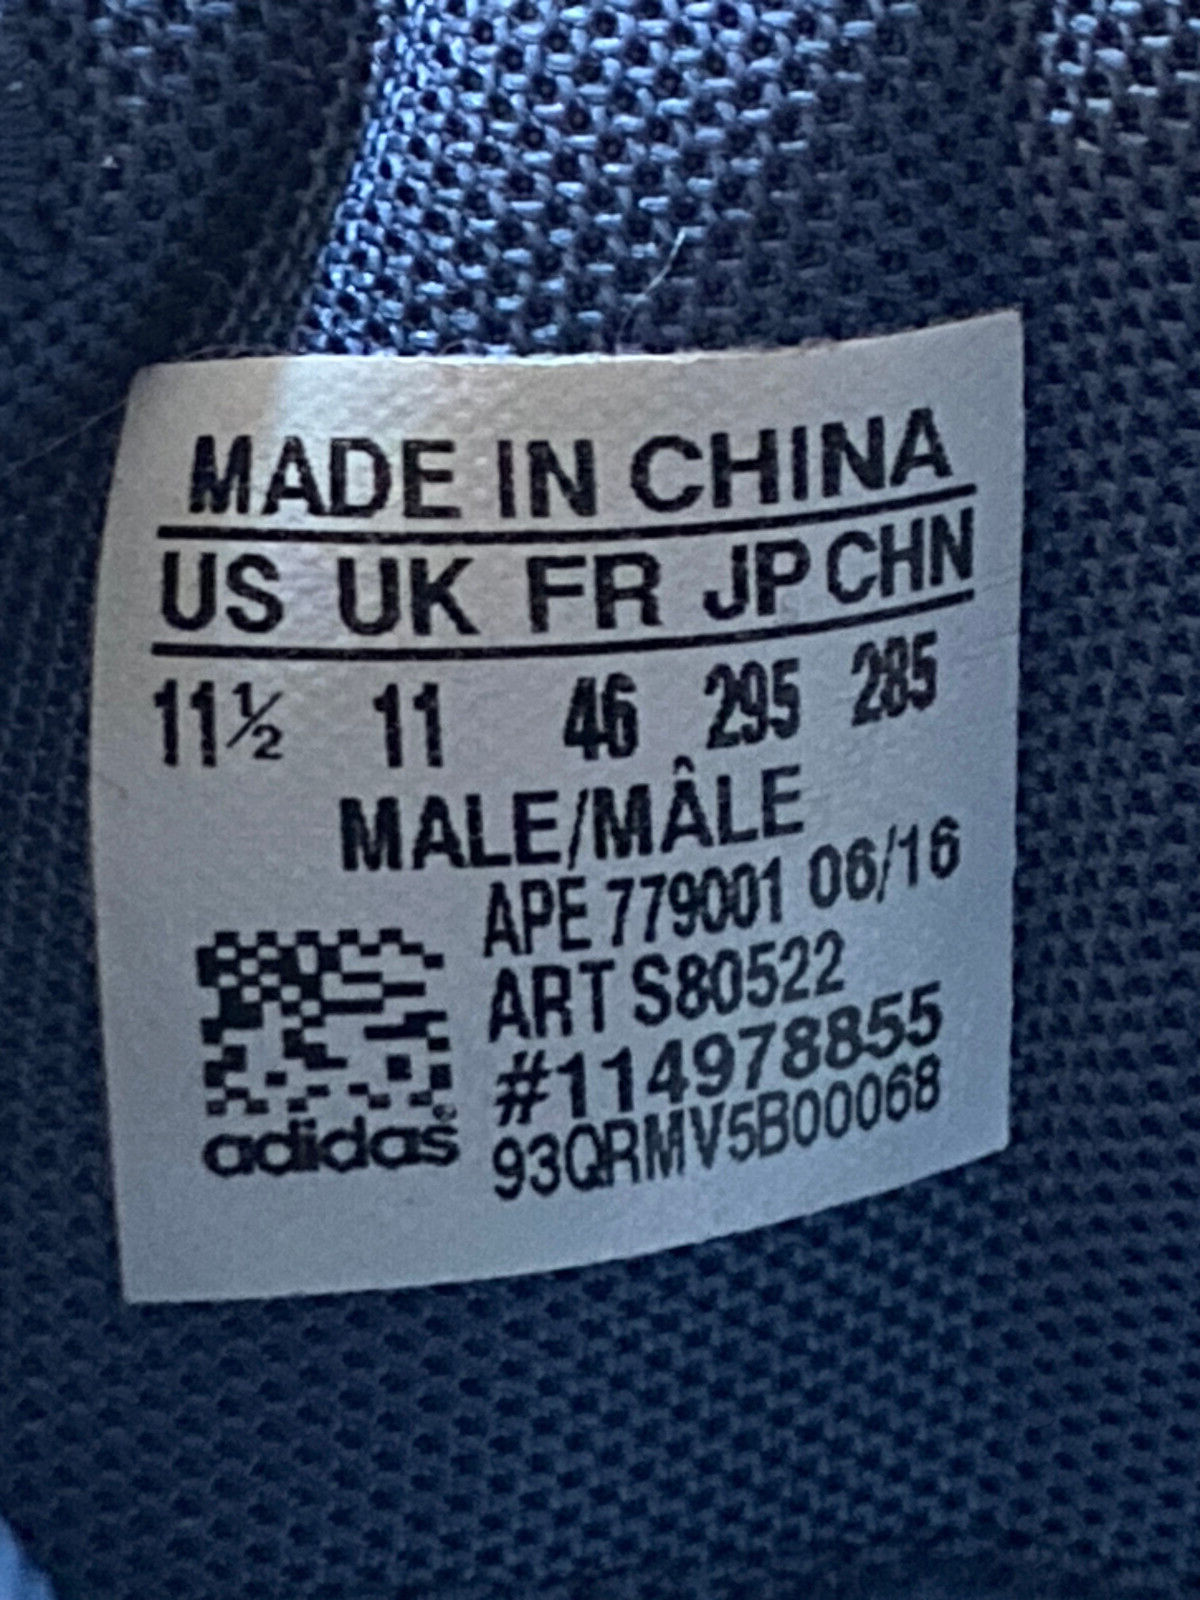 MADE IN CHINA
US UK FR JP CHN
11½ 11 46 295 285
MALE/MÂLE
APE 779001 06/16
ART S80522
#114978855
93QRMV5B00068
adidas®